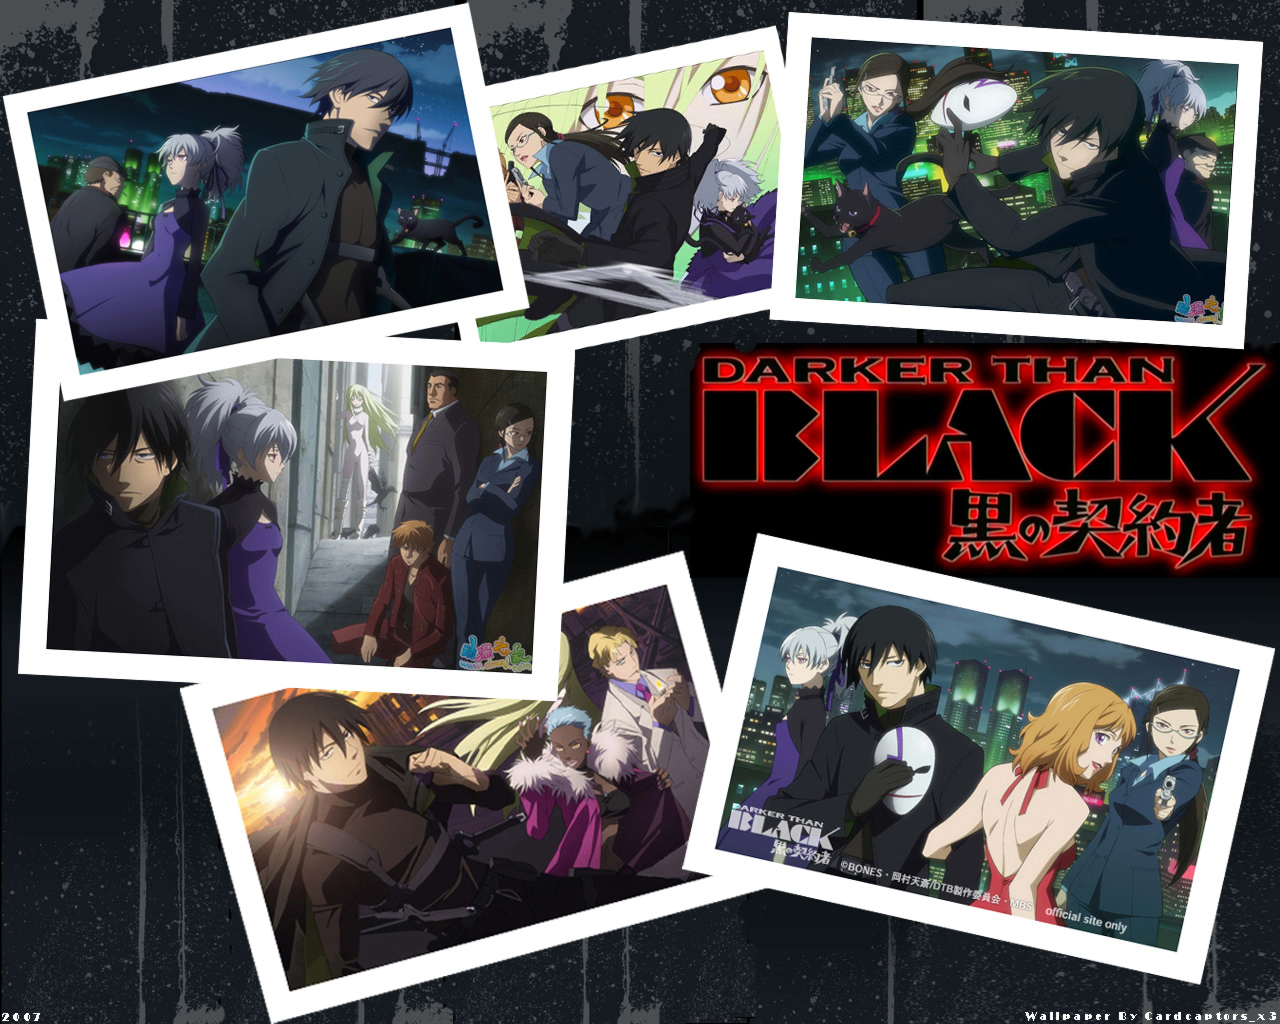 DARKER THAN
BLACK
黒の契約者
DARKER THAN
BLACK
黒の契約者
©BONES・岡村天斎/DTB製作委員会・MBS
official site only
2007
Wallpaper By Cardcaptors_x3